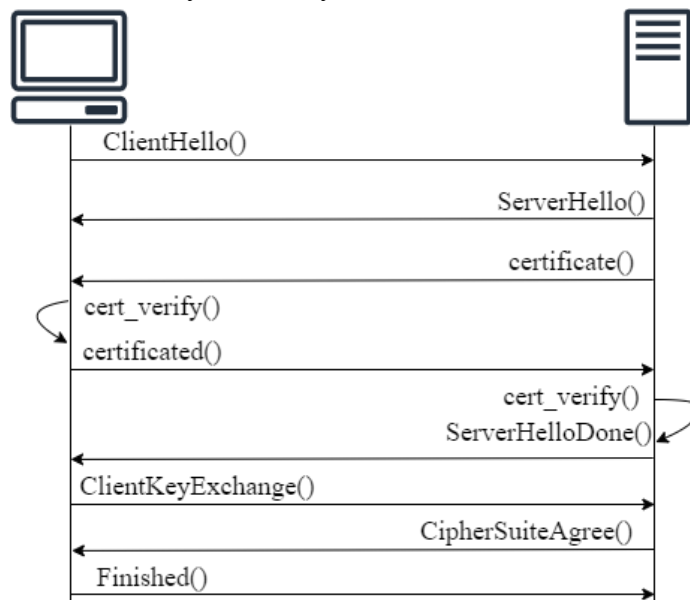 ClientHello()
ServerHello()
certificate()
cert_verify()
certificated()
cert_verify()
ServerHelloDone()
ClientKeyExchange()
CipherSuiteAgree()
Finished()